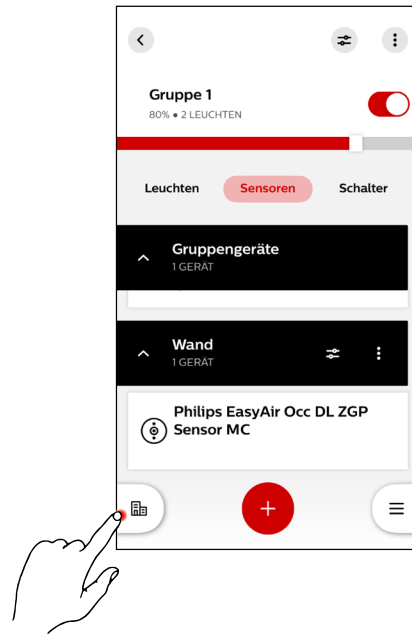 Gruppe 1
80% • 2 LEUCHTEN
Leuchten Sensoren Schalter
Gruppengeräte
1 GERÄT
Wand
1 GERÄT
Philips EasyAir Occ DL ZGP
Sensor MC